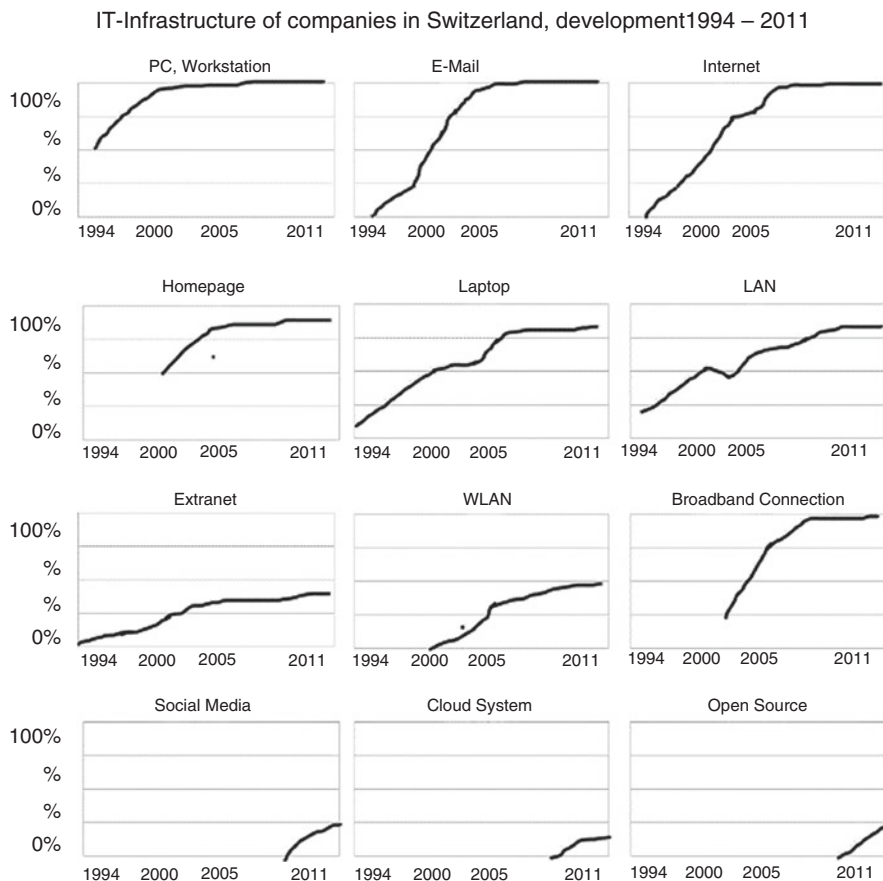 IT-Infrastructure of companies in Switzerland, development1994 – 2011
PC, Workstation E-Mail Internet
100%
%
%
0%
1994 2000 2005 2011 1994 2000 2005 2011 1994 2000 2005 2011
Homepage Laptop LAN
100%
%
%
0%
1994 2000 2005 2011 1994 2000 2005 2011 1994 2000 2005 2011
Extranet WLAN Broadband Connection
100%
%
%
0%
1994 2000 2005 2011 1994 2000 2005 2011 1994 2000 2005 2011
Social Media Cloud System Open Source
100%
%
%
0%
1994 2000 2005 2011 1994 2000 2005 2011 1994 2000 2005 2011